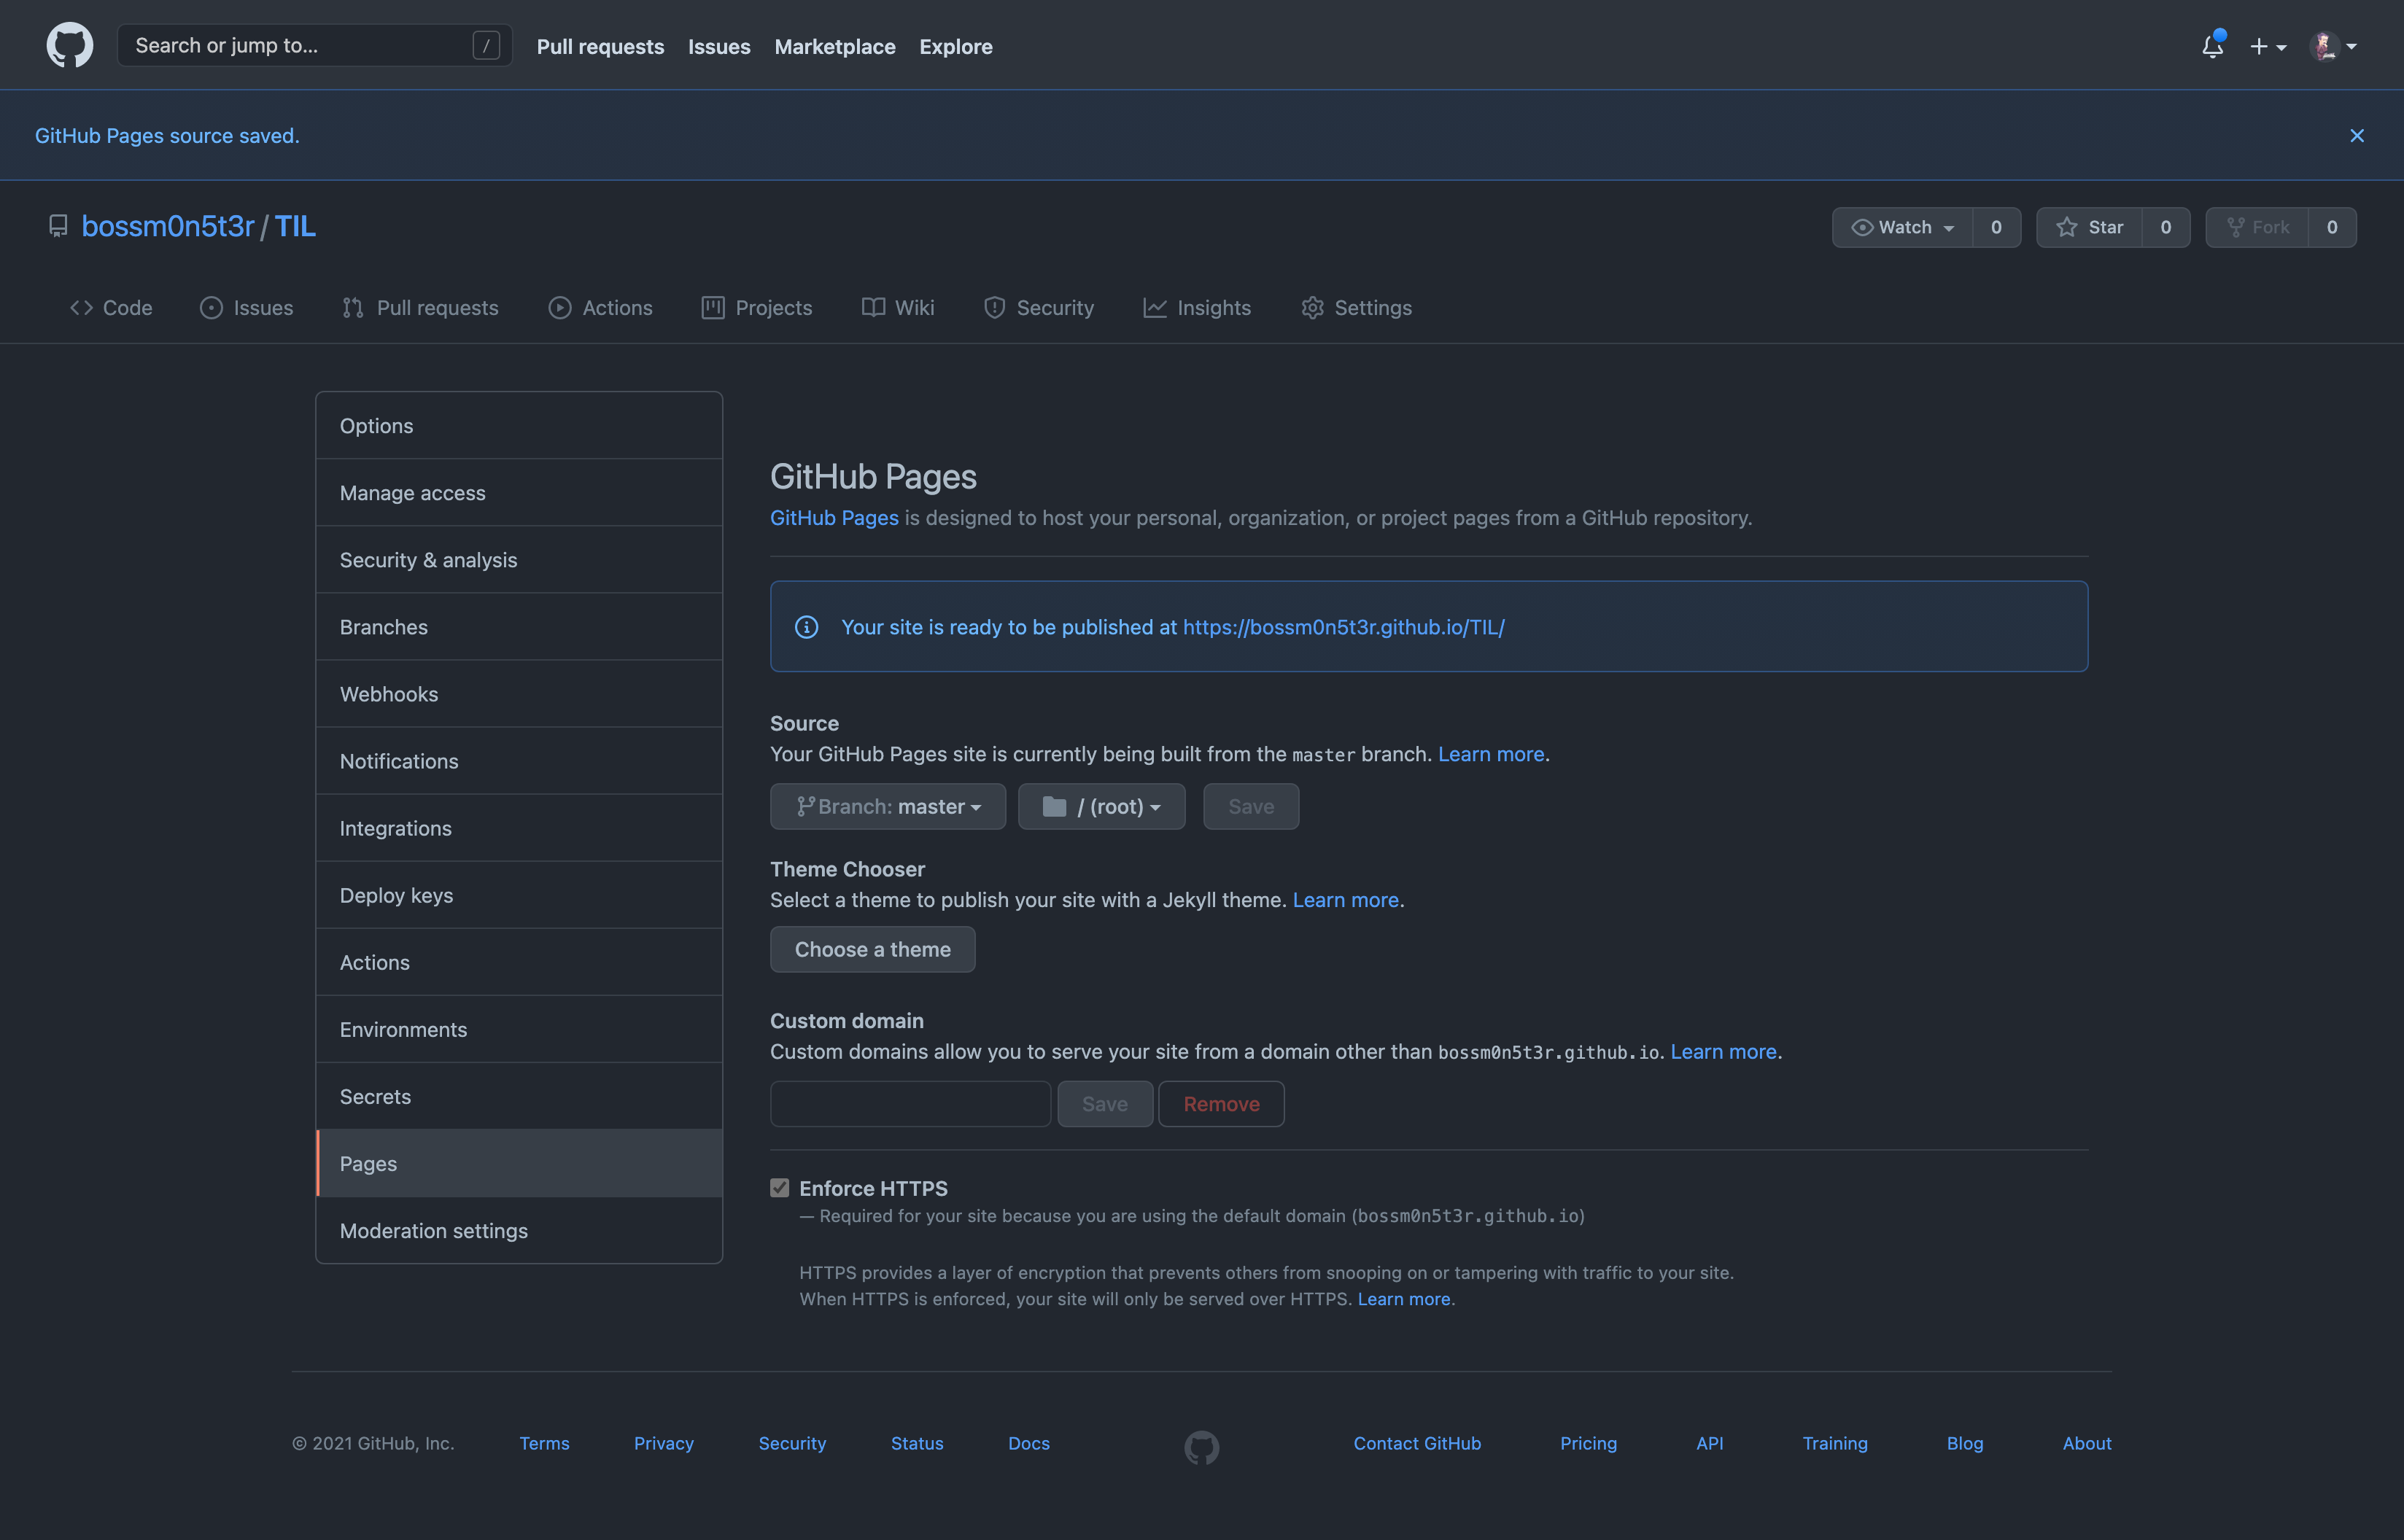 Search or jump to... /
Pull requests Issues Marketplace Explore
GitHub Pages source saved.
bossm0n5t3r / TIL
Watch 0 Star 0 Fork 0
Code Issues Pull requests Actions Projects Wiki Security Insights Settings
Options
Manage access
Security & analysis
Branches
Webhooks
Notifications
Integrations
Deploy keys
Actions
Environments
Secrets
Pages
Moderation settings
GitHub Pages
GitHub Pages is designed to host your personal, organization, or project pages from a GitHub repository.
Your site is ready to be published at https://bossm0n5t3r.github.io/TIL/
Source
Your GitHub Pages site is currently being built from the master branch. Learn more.
Branch: master / (root) Save
Theme Chooser
Select a theme to publish your site with a Jekyll theme. Learn more.
Choose a theme
Custom domain
Custom domains allow you to serve your site from a domain other than bossm0n5t3r.github.io. Learn more.
Save Remove
Enforce HTTPS
— Required for your site because you are using the default domain (bossm0n5t3r.github.io)
HTTPS provides a layer of encryption that prevents others from snooping on or tampering with traffic to your site.
When HTTPS is enforced, your site will only be served over HTTPS. Learn more.
© 2021 GitHub, Inc. Terms Privacy Security Status Docs Contact GitHub Pricing API Training Blog About